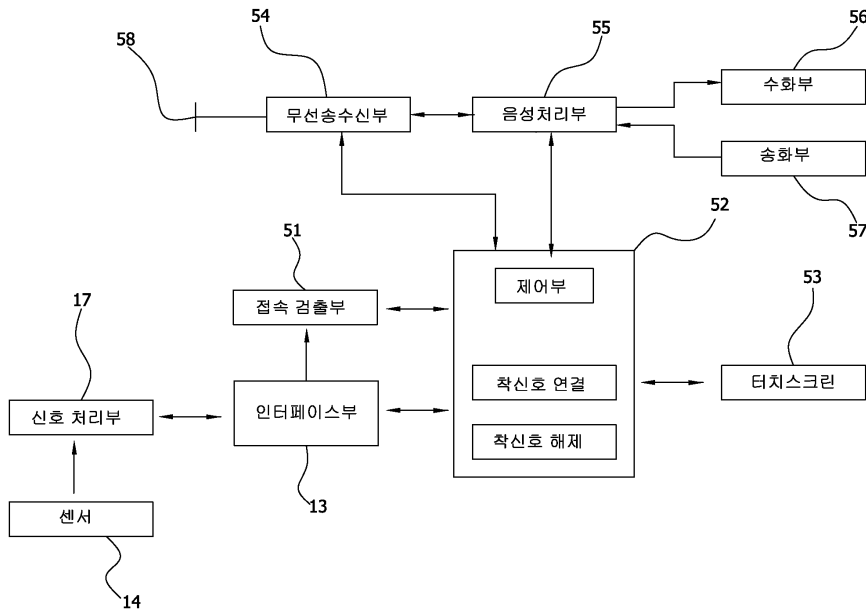 54
58
55
56
무선송수신부
음성처리부
수화부
송화부
57
52
51
제어부
53
17
접속 검출부
착신호 연결
터치스크린
신호 처리부
인터페이스부
착신호 해제
13
센서
14